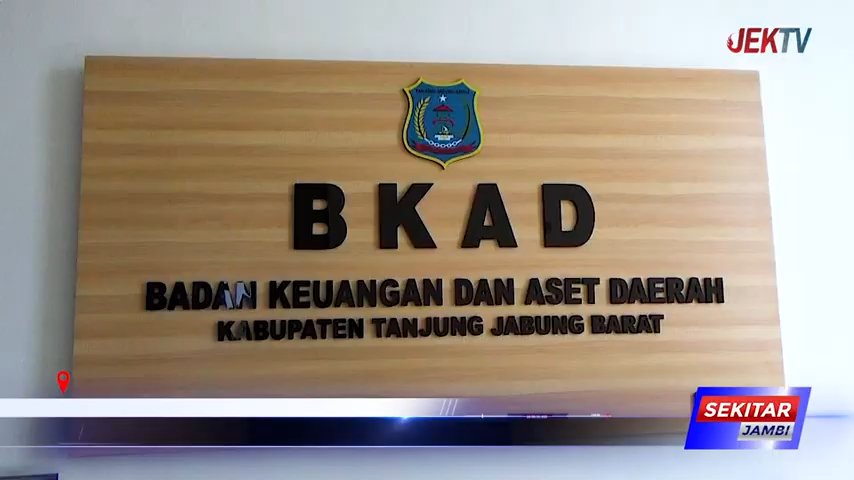 JEKTV
BKAD
BADAN KEUANGAN DAN ASET DAERAH
KABUPATEN TANJUNG JABUNG BARAT
SEKITAR
JAMBI